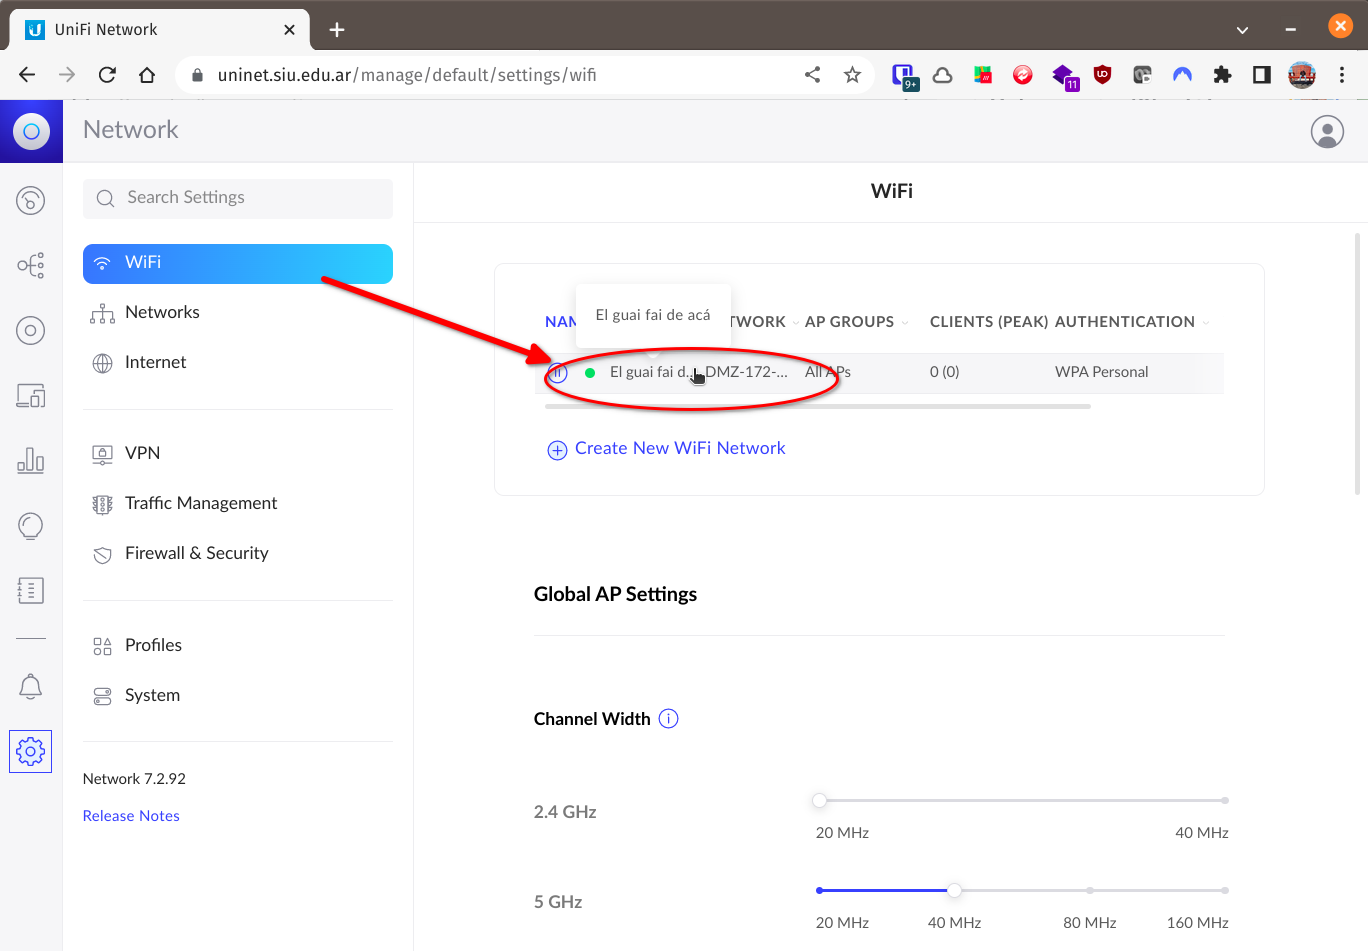 UniFi Network
uninet.siu.edu.ar/manage/default/settings/wifi
9+
11
Network
Search Settings
WiFi
WiFi
Networks
Internet
VPN
Traffic Management
Firewall & Security
Profiles
System
Network 7.2.92
Release Notes
El guai fai de acá
AP GROUPS CLIENTS (PEAK) AUTHENTICATION
El guai fai d... DMZ-172-... All APs 0 (0) WPA Personal
Create New WiFi Network
Global AP Settings
Channel Width
2.4 GHz
20 MHz 40 MHz
5 GHz
20 MHz 40 MHz 80 MHz 160 MHz